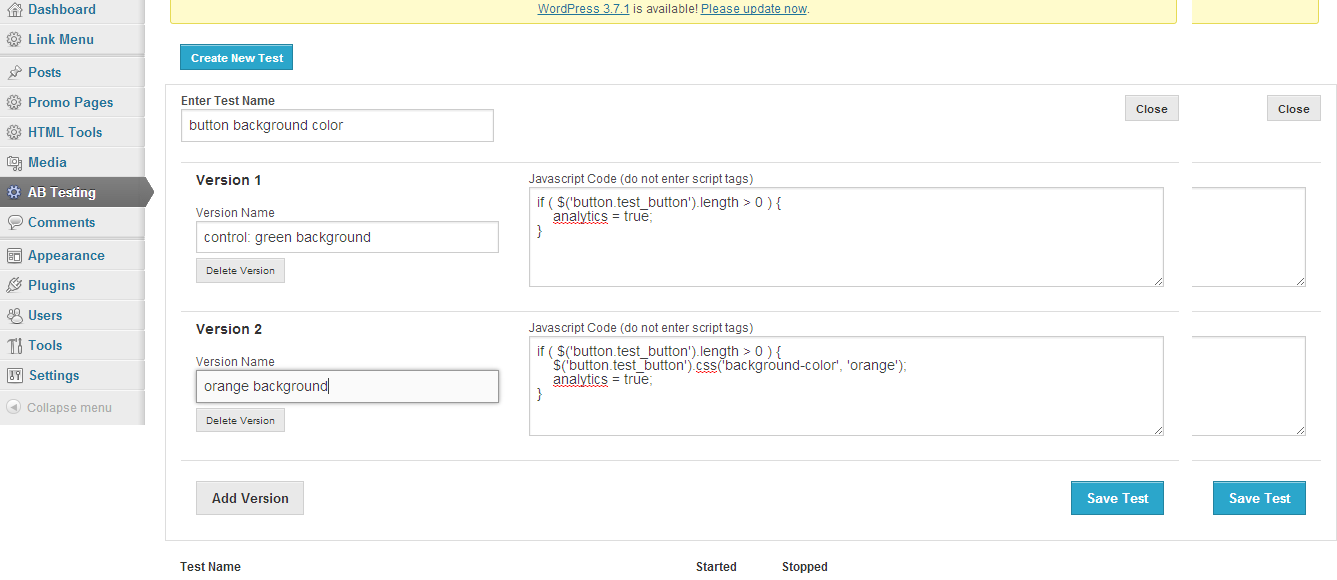 Dashboard
Link Menu
Posts
Promo Pages
HTML Tools
Media
AB Testing
Comments
Appearance
Plugins
Users
Tools
Settings
Collapse menu
WordPress 3.7.1 is available! Please update now.
Create New Test
Enter Test Name
Close
Close
button background color
Version 1
Javascript Code (do not enter script tags)
Version Name
control: green background
Delete Version
if ( $('button.test_button').length > 0 ) {
analytics = true;
}
Version 2
Javascript Code (do not enter script tags)
Version Name
orange background
Delete Version
if ( $('button.test_button').length > 0 ) {
$('button.test_button').css('background-color', 'orange');
analytics = true;
}
Add Version
Save Test
Save Test
Test Name
Started
Stopped